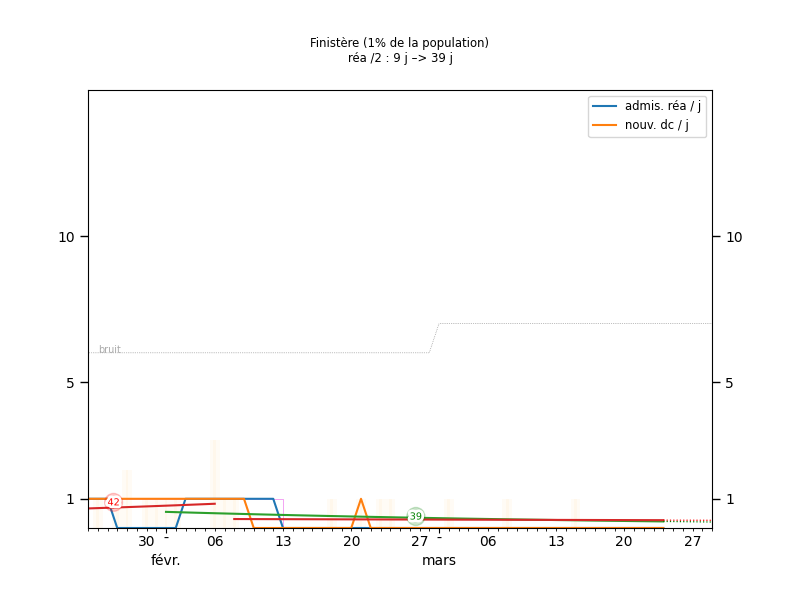 Finistère (1% de la population)
réa /2 : 9 j –> 39 j
admis. réa / j
nouv. dc / j
10
10
bruit
5
5
42
39
1
1
30 06 13 20 27 06 13 20 27
févr. mars